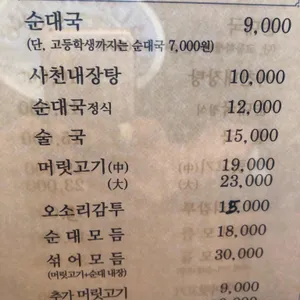 순대국 9,000
(단, 고등학생까지는 순대국 7,000원)
사천내장탕 10,000
순대국정식 12,000
술 국 15,000
머릿고기(中) 19,000
(大) 23,000
오소리감투
순 대 모 듬 18,000
섞 어 모 듬 30,000
(머릿고기+순대 내장)
추가 머릿고기 9,000